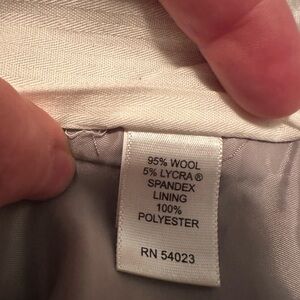 95% WOOL
5% LYCRA®
SPANDEX
LINING
100%
POLYESTER
RN 54023